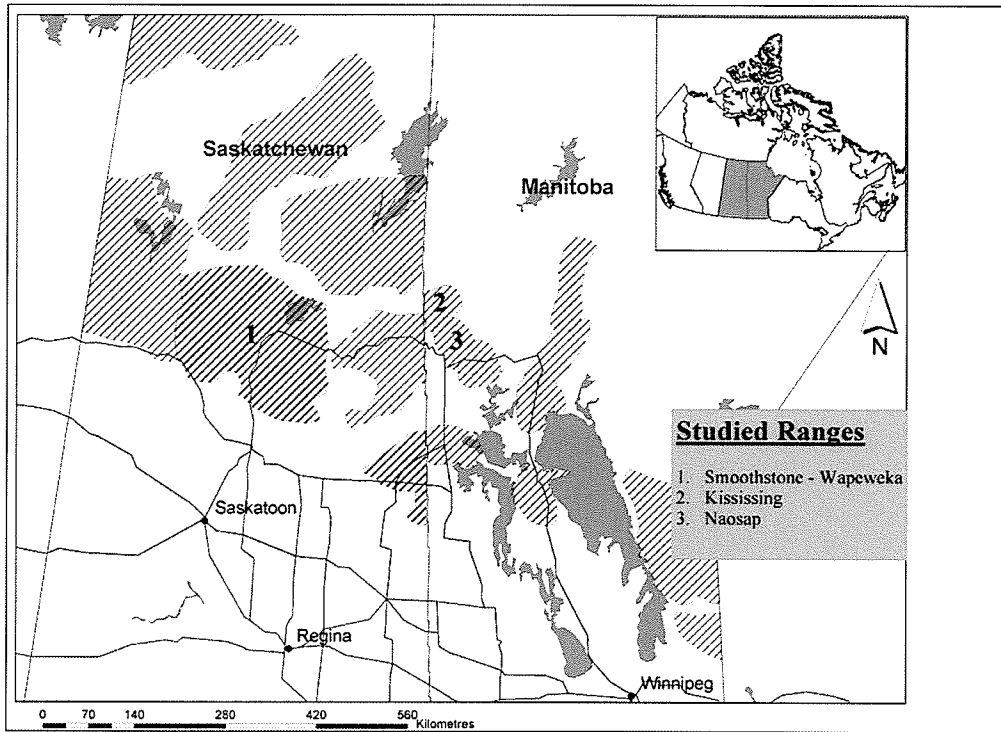 Saskatchewan
Manitoba
2
1
3
N
Studied Ranges
1. Smoothstone - Wapeweka
2. Kississing
3. Naosap
Saskatoon
Regina
Winnipeg
0 70 140 280 420 560
Kilometres